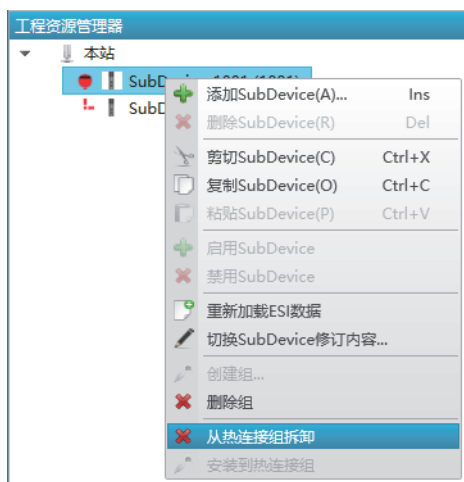 工程资源管理器
本站
SubDevice_1001 (1001)
SubD
添加SubDevice(A)... Ins
删除SubDevice(R) Del
剪切SubDevice(C) Ctrl+X
复制SubDevice(O) Ctrl+C
粘贴SubDevice(P) Ctrl+V
启用SubDevice
禁用SubDevice
重新加载ESI数据
切换SubDevice修订内容...
创建组...
删除组
从热连接组拆卸
安装到热连接组